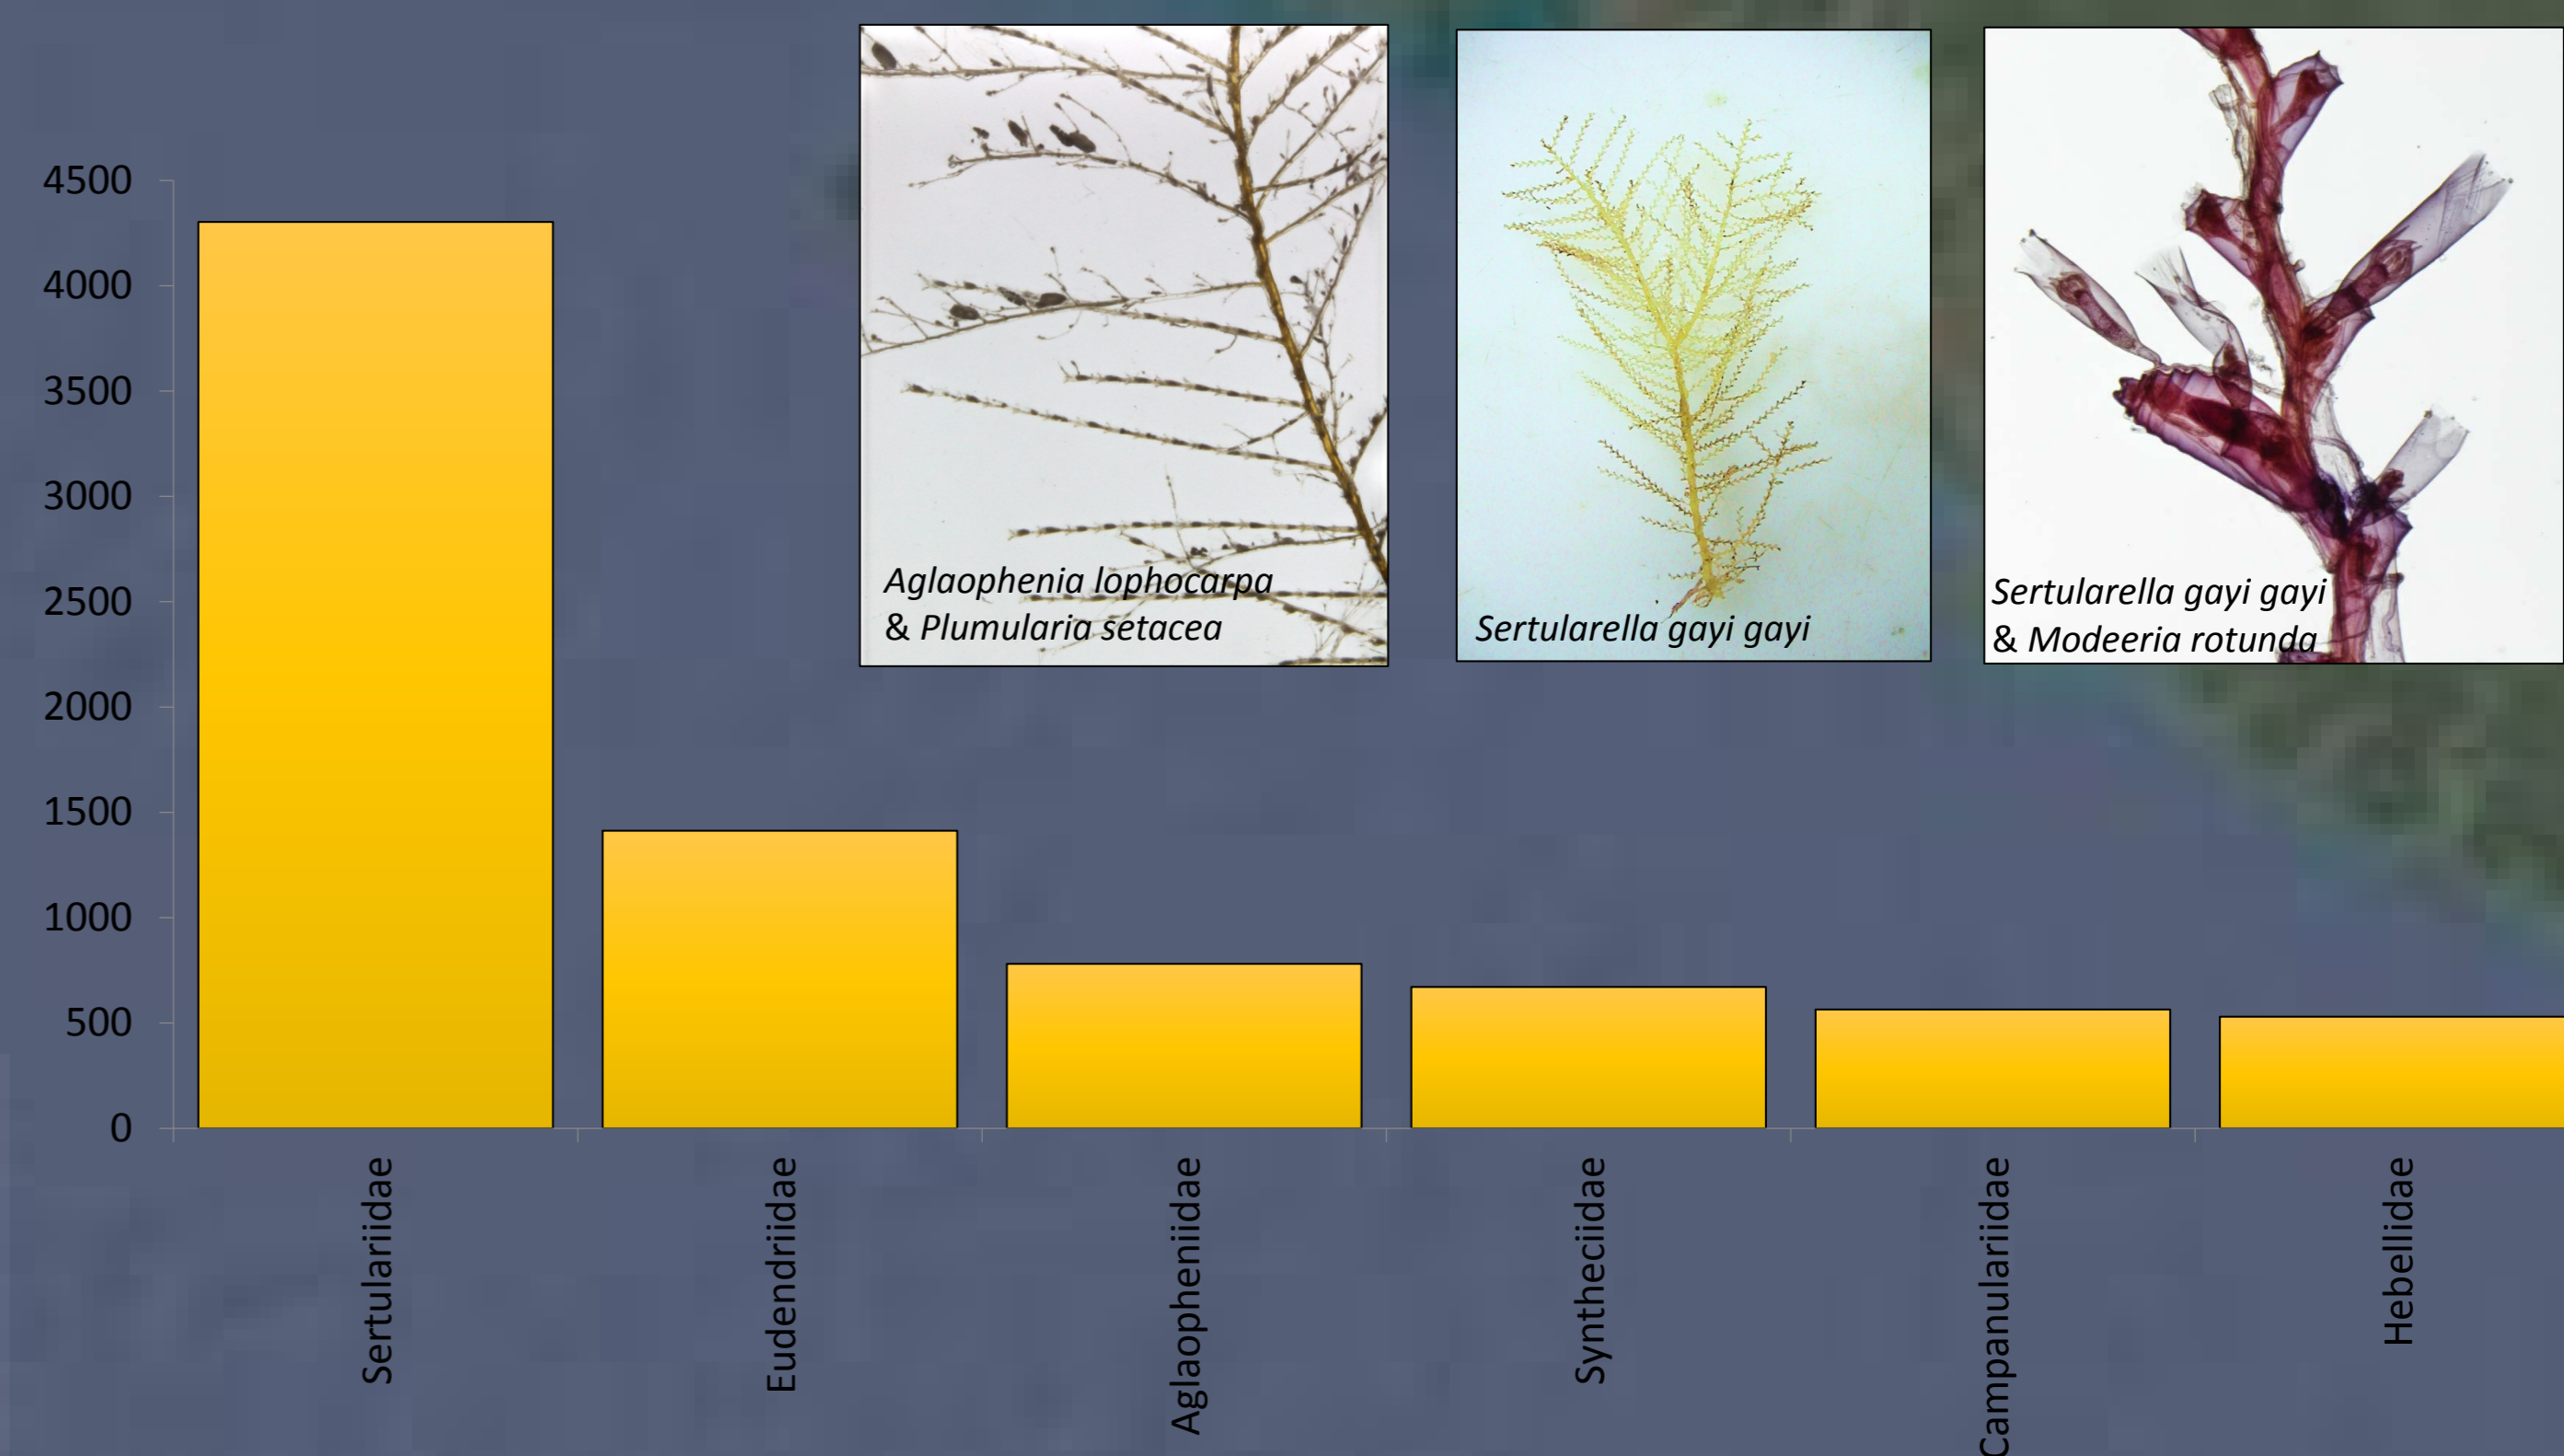 Aglaophenia lophocarpa
& Plumularia setacea
Sertularella gayi gayi
Sertularella gayi gayi
& Modeeria rotunda
4500
4000
3500
3000
2500
2000
1500
1000
500
0
Sertulariidae
Eudendriidae
Aglaopheniidae
Syntheciidae
Campanulariidae
Hebellidae